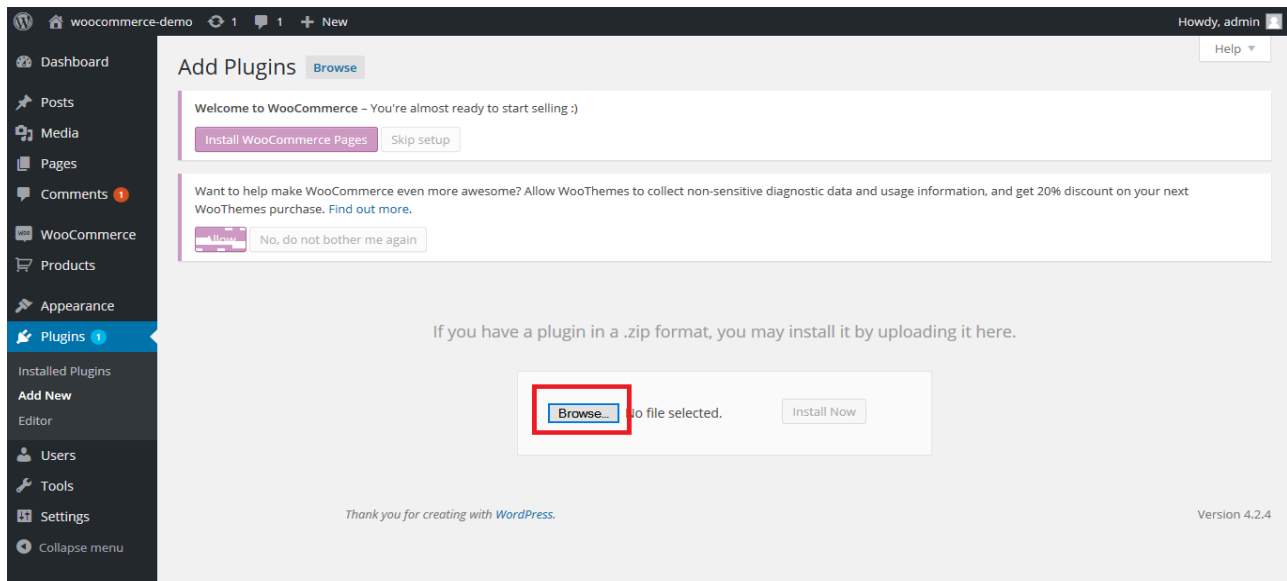 woocommerce-demo 1 1 + New Howdy, admin
Help
Dashboard
Posts
Media
Pages
Comments 1
WooCommerce
Products
Appearance
Plugins 1
Installed Plugins
Add New
Editor
Users
Tools
Settings
Collapse menu
Add Plugins Browse
Welcome to WooCommerce – You're almost ready to start selling :)
Install WooCommerce Pages Skip setup
Want to help make WooCommerce even more awesome? Allow WooThemes to collect non-sensitive diagnostic data and usage information, and get 20% discount on your next
WooThemes purchase. Find out more.
Allow No, do not bother me again
If you have a plugin in a .zip format, you may install it by uploading it here.
Browse... No file selected. Install Now
Thank you for creating with WordPress. Version 4.2.4